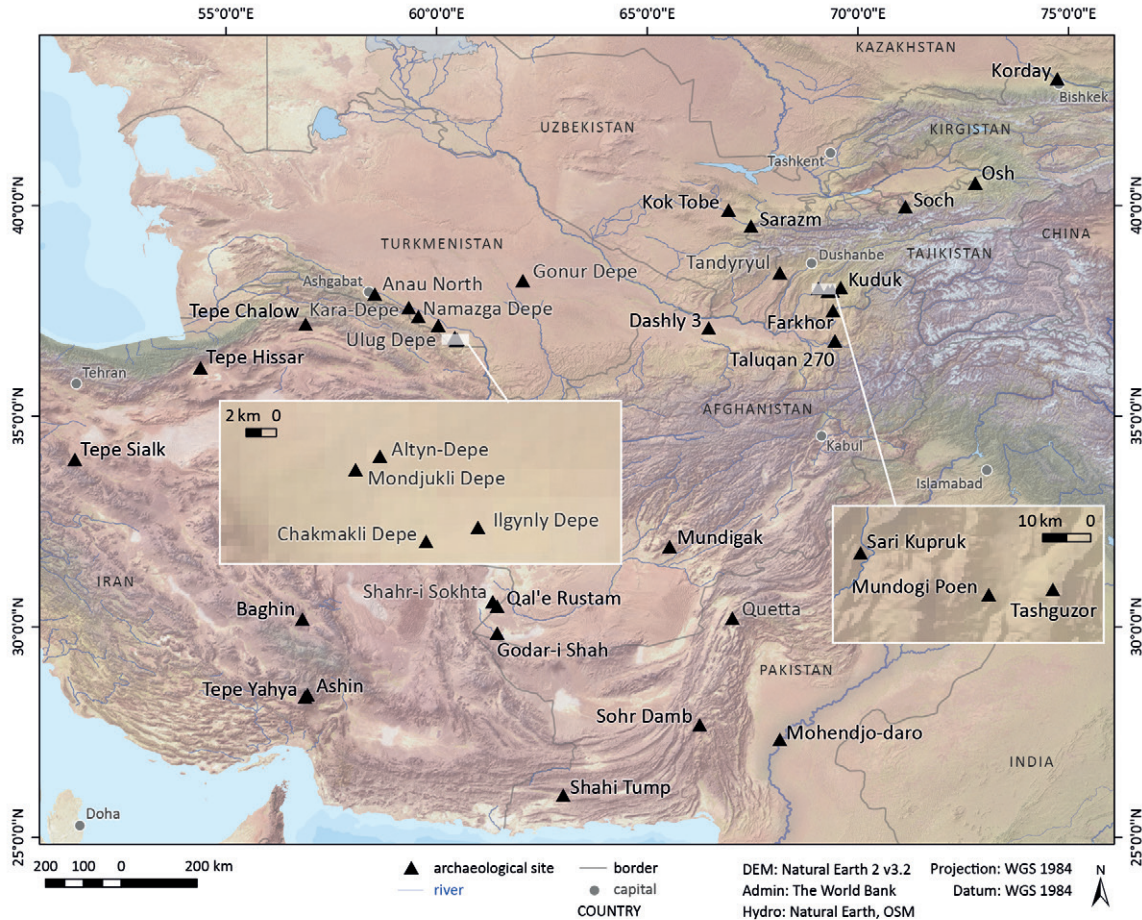 55°0'0"E
60°0'0"E
65°0'0"E
70°0'0"E
75°0'0"E
KAZAKHSTAN
Korday
Bishkek
UZBEKISTAN
KIRGISTAN
Tashkent
Osh
40°0'0"N
Kok Tobe
Soch
40°0'0"N
Sarazm
TURKMENISTAN
CHINA
TAJIKISTAN
Dushanbe
Tandyryul
Gonur Depe
Ashgabat
Anau North
Kuduk
Tepe Chalow
Kara-Depe
Namazga Depe
Dashly 3
Farkhor
Ulug Depe
Tepe Hissar
Taluqan 270
Tehran
35°0'0"N
2 km 0
AFGHANISTAN
35°0'0"N
Kabul
Tepe Sialk
Altyn-Depe
Mondjukli Depe
Islamabad
10 km 0
Ilgynly Depe
Chakmakli Depe
Mundigak
Sari Kupruk
IRAN
Mundogi Poen
Shahr-i Sokhta
Qal'e Rustam
Tashguzor
Baghin
Quetta
30°0'0"N
30°0'0"N
Godar-i Shah
PAKISTAN
Tepe Yahya
Ashin
Sohr Damb
Mohendjo-daro
INDIA
Shahi Tump
Doha
25°0'0"N
25°0'0"N
200 100 0 200 km
archaeological site
river
border
capital
COUNTRY
DEM: Natural Earth 2 v3.2
Admin: The World Bank
Hydro: Natural Earth, OSM
Projection: WGS 1984
Datum: WGS 1984
N